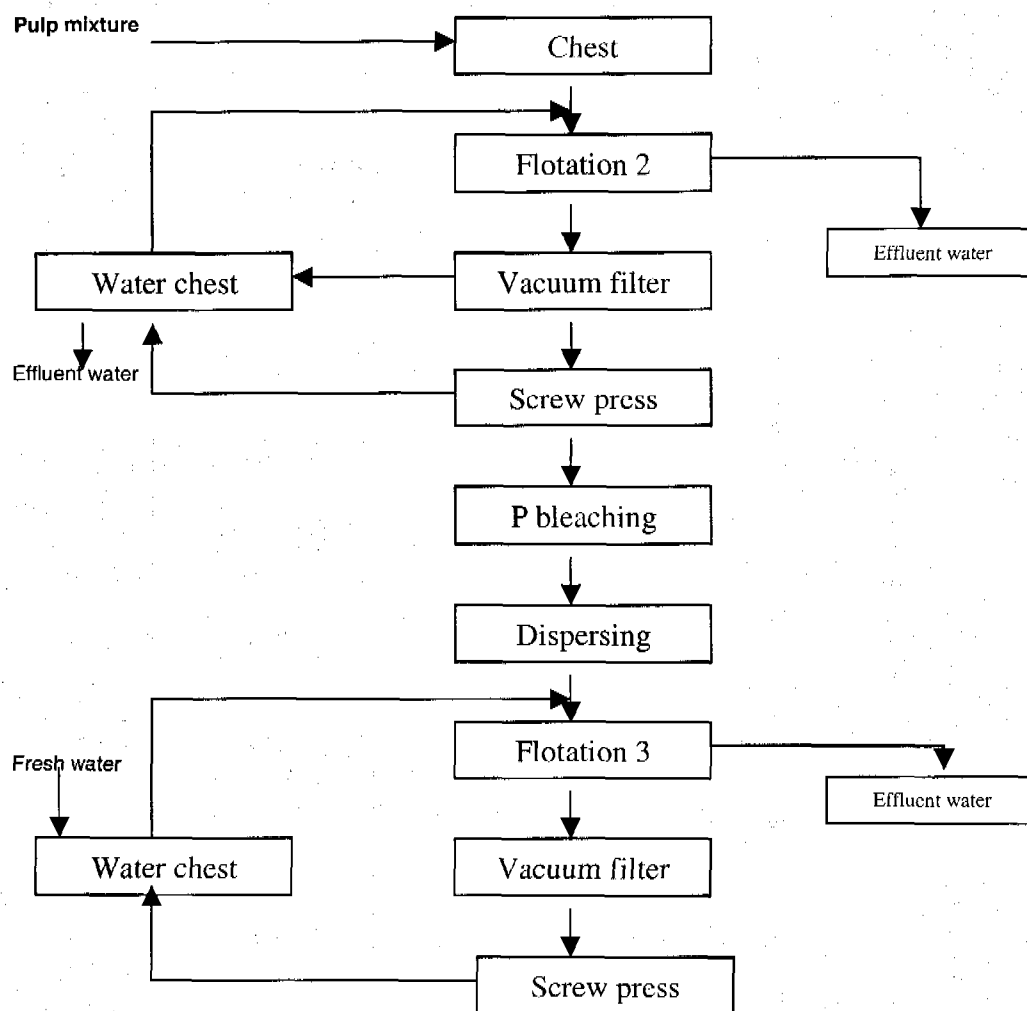 Pulp mixture
Chest
Flotation 2
Effluent water
Water chest
Vacuum filter
Effluent water
Screw press
P bleaching
Dispersing
Flotation 3
Fresh water
Effluent water
Water chest
Vacuum filter
Screw press